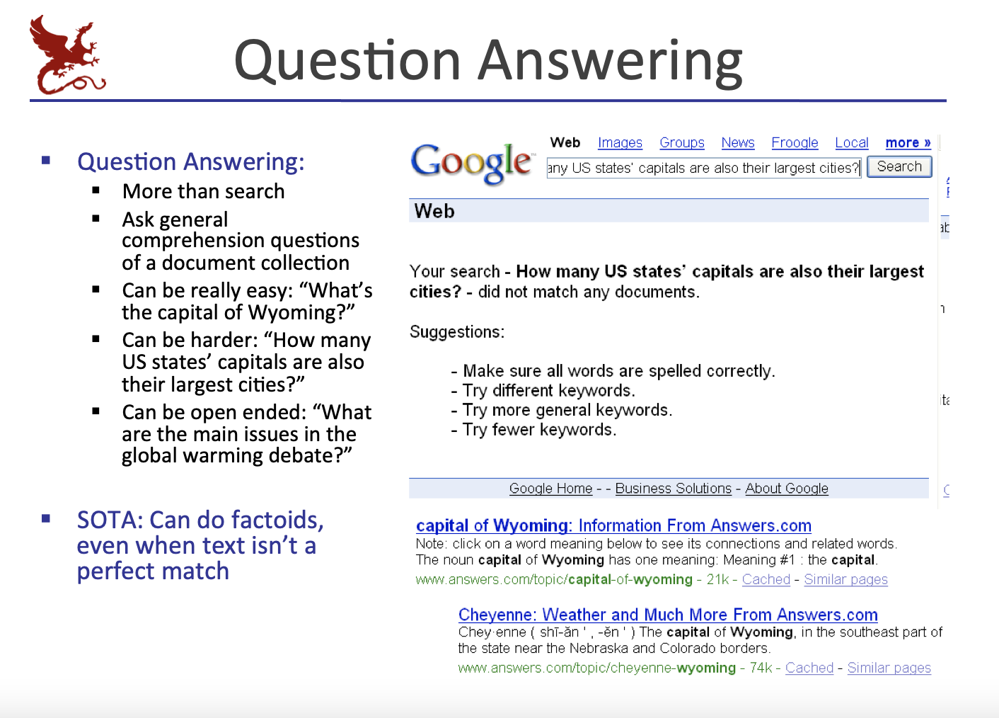 Question Answering
▪ Question Answering:
▪ More than search
▪ Ask general
comprehension questions
of a document collection
▪ Can be really easy: “What’s
the capital of Wyoming?”
▪ Can be harder: “How many
US states’ capitals are also
their largest cities?”
▪ Can be open ended: “What
are the main issues in the
global warming debate?”
▪ SOTA: Can do factoids,
even when text isn’t a
perfect match
Web Images Groups News Froogle Local more »
Google™
any US states' capitals are also their largest cities? Search
Web
Your search - How many US states’ capitals are also their largest
cities? - did not match any documents.
Suggestions:
- Make sure all words are spelled correctly.
- Try different keywords.
- Try more general keywords.
- Try fewer keywords.
Google Home - - Business Solutions - About Google
capital of Wyoming: Information From Answers.com
Note: click on a word meaning below to see its connections and related words.
The noun capital of Wyoming has one meaning: Meaning #1 : the capital.
www.answers.com/topic/capital-of-wyoming - 21k - Cached - Similar pages
Cheyenne: Weather and Much More From Answers.com
Chey·enne ( shī-ăn ' , -ĕn ' ) The capital of Wyoming, in the southeast part of
the state near the Nebraska and Colorado borders.
www.answers.com/topic/cheyenne-wyoming - 74k - Cached - Similar pages